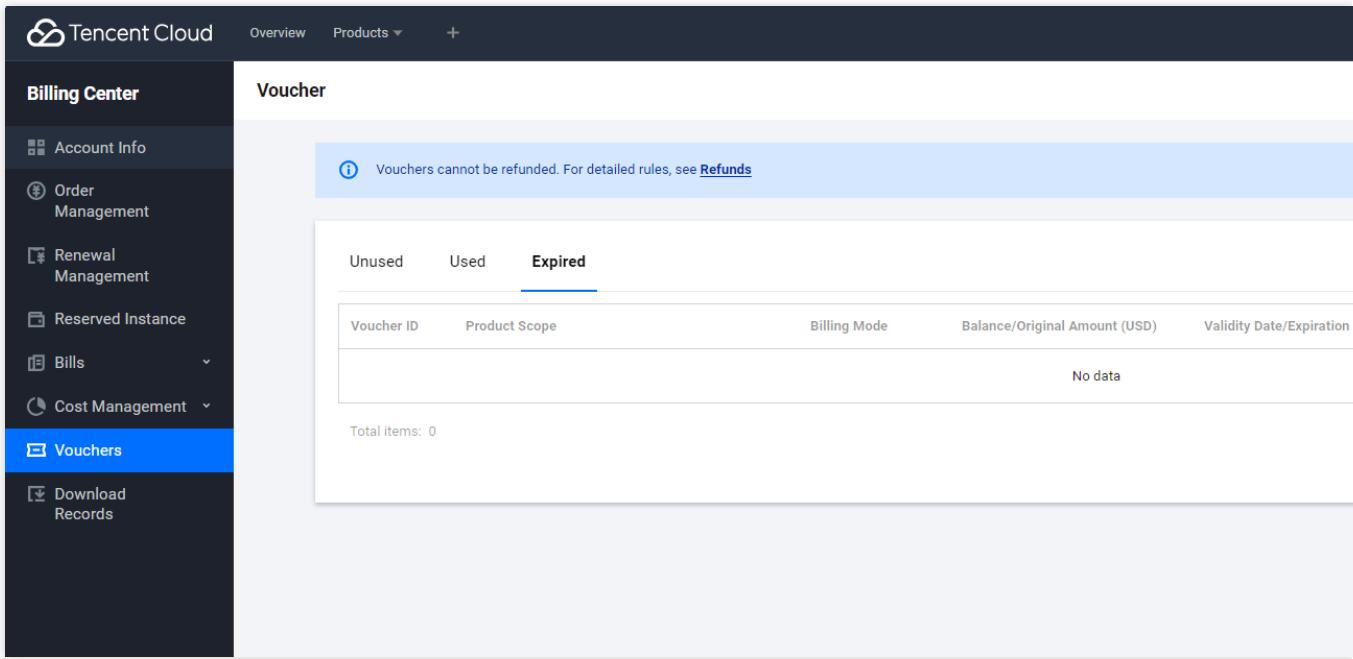 Tencent Cloud Overview Products +
Billing Center
Voucher
Account Info
Order
Management
Renewal
Management
Reserved Instance
Bills
Cost Management
Vouchers
Download
Records
Vouchers cannot be refunded. For detailed rules, see Refunds
Unused Used Expired
Voucher ID Product Scope Billing Mode Balance/Original Amount (USD) Validity Date/Expiration
No data
Total items: 0